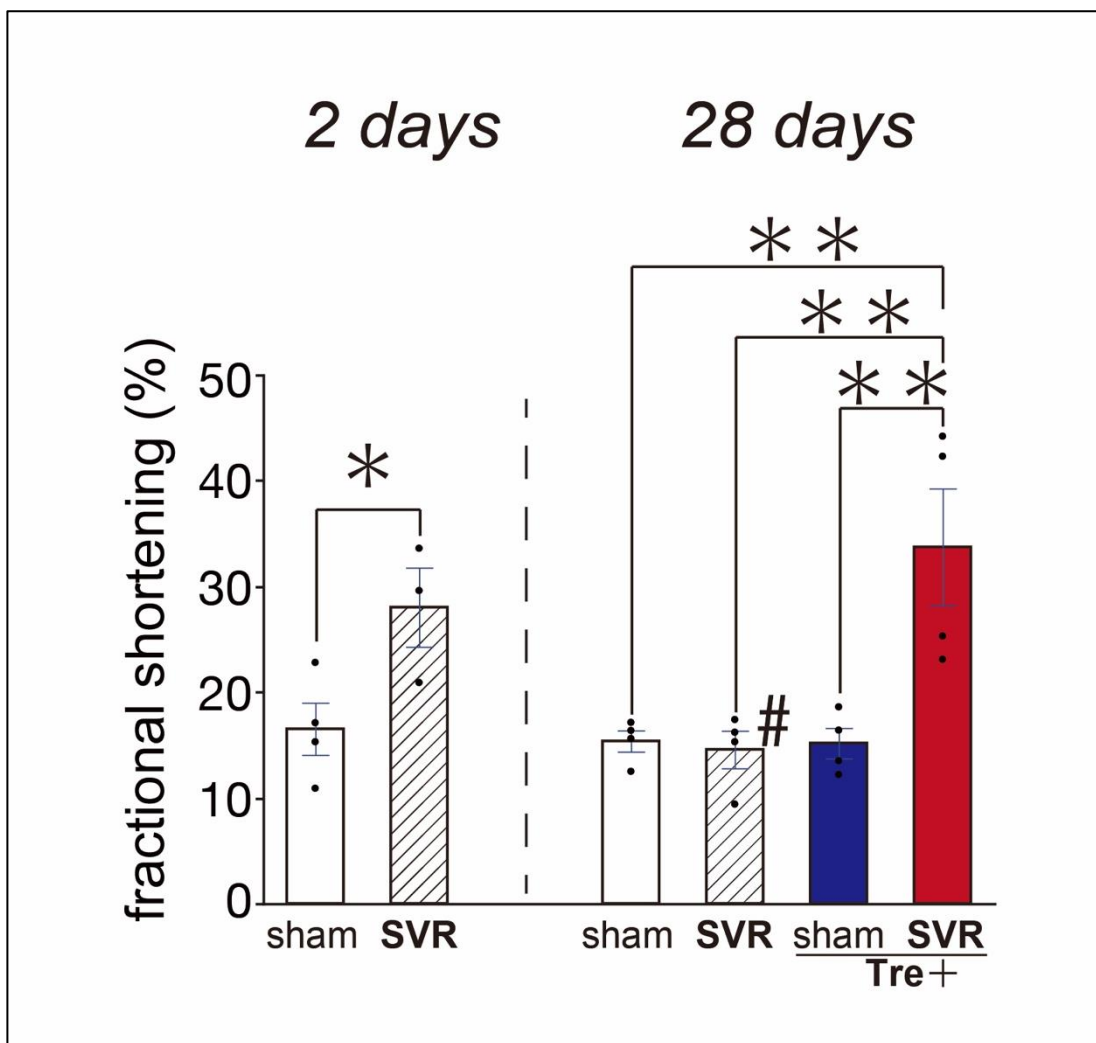 2 days 28 days
* *
* *
* *
*
#
fractional shortening (%)
50
40
30
20
10
0
sham SVR sham SVR sham SVR
Tre+